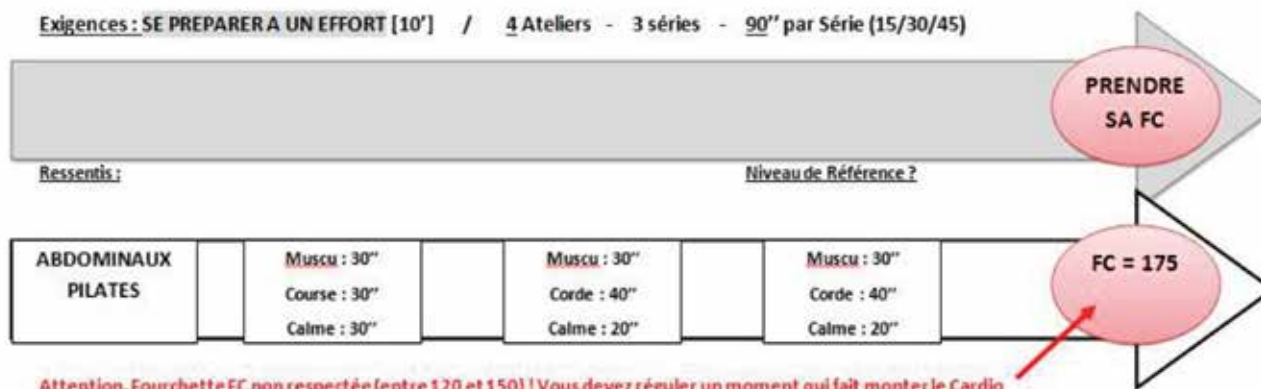 Exigences : SE PREPARER A UN EFFORT [10'] / 4 Ateliers - 3 séries - 90'' par Série (15/30/45)
PRENDRE
SA FC
Ressentis :
Niveau de Référence ?
ABDOMINAUX
PILATES
Muscu : 30''
Course : 30''
Calme : 30''
Muscu : 30''
Corde : 40''
Calme : 20''
Muscu : 30''
Corde : 40''
Calme : 20''
FC = 175
Attention, Fourchette FC non respectée (entre 120 et 150) ! Vous devez réguler un moment qui fait monter le Cardio